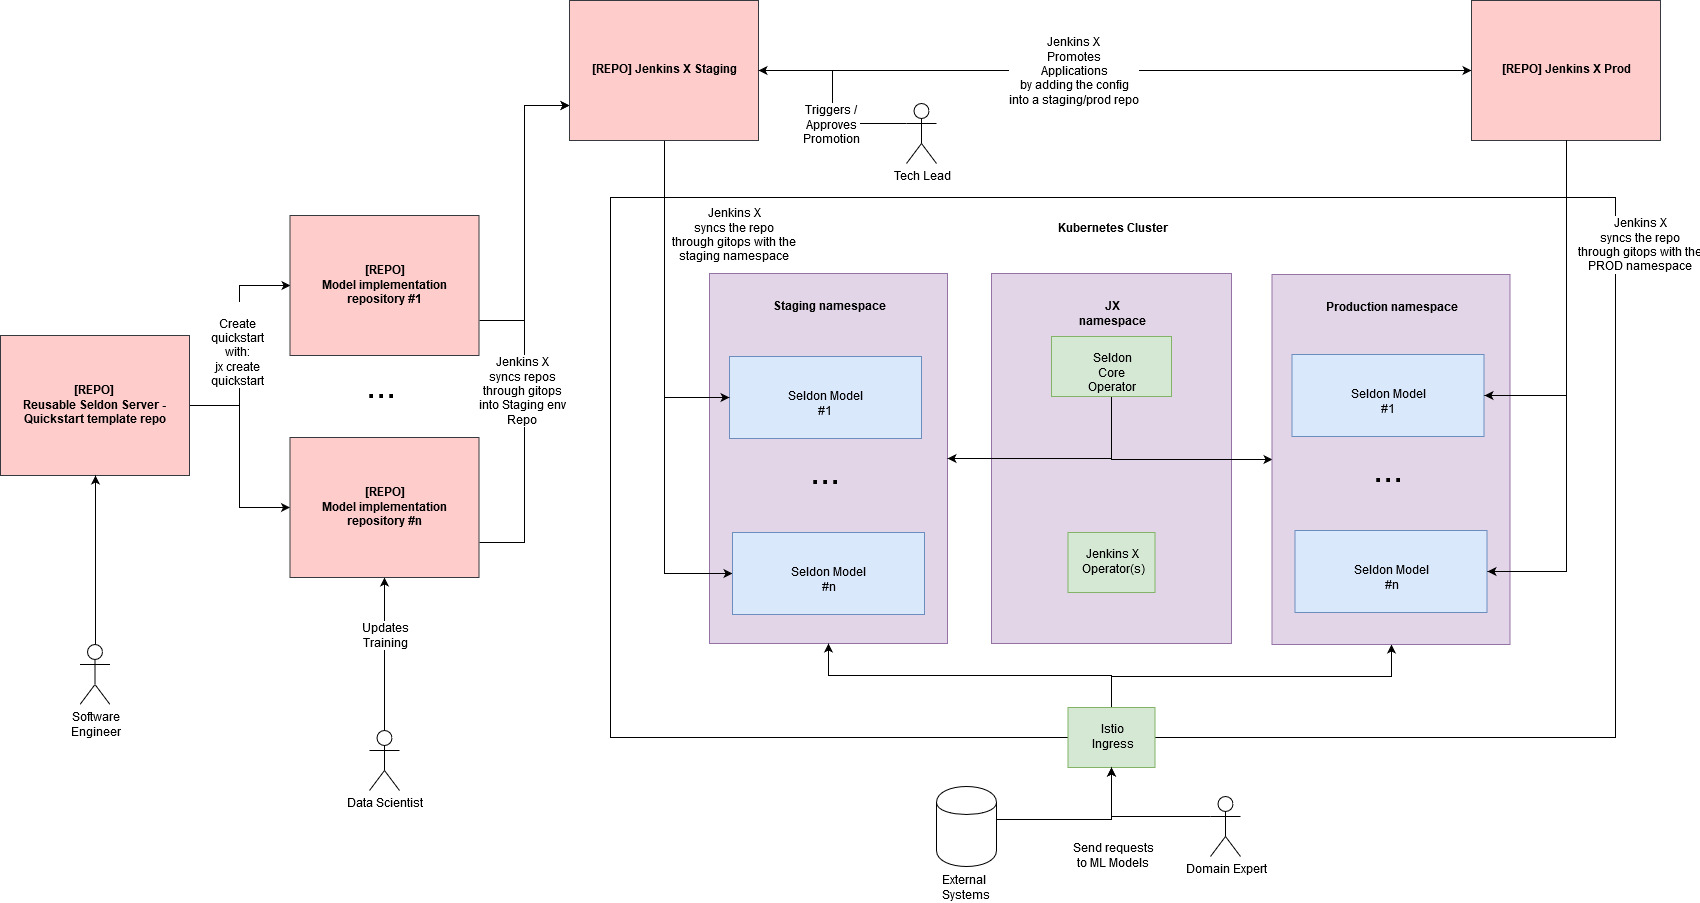 [REPO] Jenkins X Staging
Jenkins X
Promotes
Applications
by adding the config
into a staging/prod repo
[REPO] Jenkins X Prod
Triggers /
Approves
Promotion
Tech Lead
[REPO]
Model implementation
repository #1
Create
quickstart
with:
jx create
quickstart
[REPO]
Reusable Seldon Server -
Quickstart template repo
...
Jenkins X
syncs repos
through gitops
into Staging env
Repo
[REPO]
Model implementation
repository #n
Updates
Training
Software
Engineer
Data Scientist
Jenkins X
syncs the repo
through gitops with the
staging namespace
Kubernetes Cluster
Jenkins X
syncs the repo
through gitops with the
PROD namespace
Staging namespace
Seldon Model
#1
...
Seldon Model
#n
JX
namespace
Seldon
Core
Operator
Jenkins X
Operator(s)
Production namespace
Seldon Model
#1
...
Seldon Model
#n
Istio
Ingress
External
Systems
Send requests
to ML Models
Domain Expert